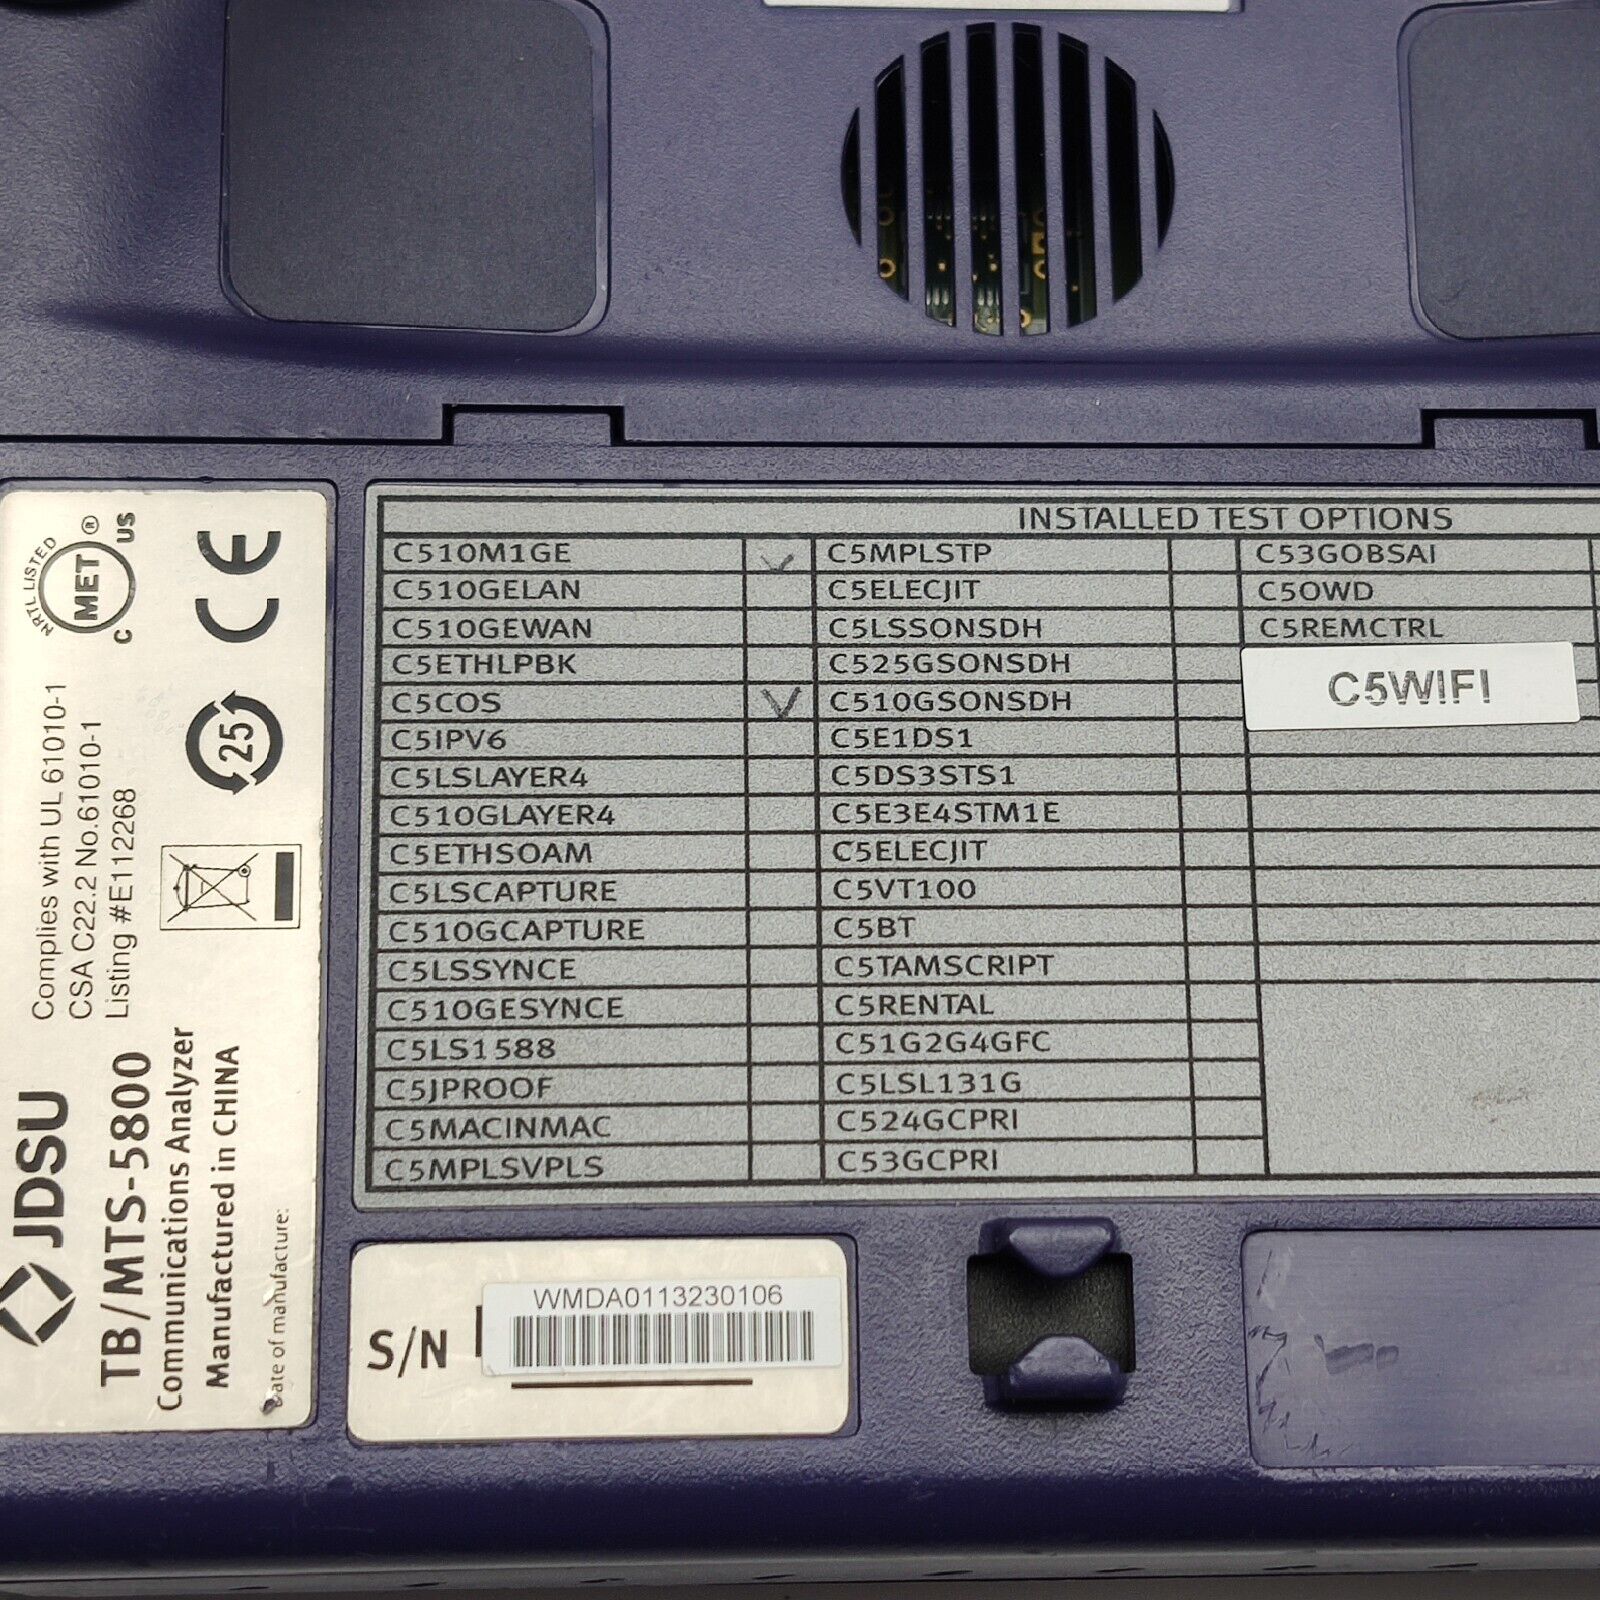 NRTL LISTED
MET ®
C US
CE
25
Complies with UL 61010-1
CSA C22.2 No.61010-1
Listing #E112268
JDSU
TB/MTS-5800
Communications Analyzer
Manufactured in CHINA
Date of manufacture:
INSTALLED TEST OPTIONS
C510M1GE C5MPLSTP C53GOBSAI
C510GELAN C5ELECJIT C5OWD
C510GEWAN C5LSSONSDH C5REMCTRL
C5ETHLPBK C525GSONSDH C5WIFI
C5COS C510GSONSDH
C5IPV6 C5E1DS1
C5LSLAYER4 C5DS3STS1
C510GLAYER4 C5E3E4STM1E
C5ETHSOAM C5ELECJIT
C5LSCAPTURE C5VT100
C510GCAPTURE C5BT
C5LSSYNCE C5TAMSCRIPT
C510GESYNCE C5RENTAL
C5LS1588 C51G2G4GFC
C5JPROOF C5LSL131G
C5MACINMAC C524GCPRI
C5MPLSVPLS C53GCPRI
WMDA0113230106
S/N